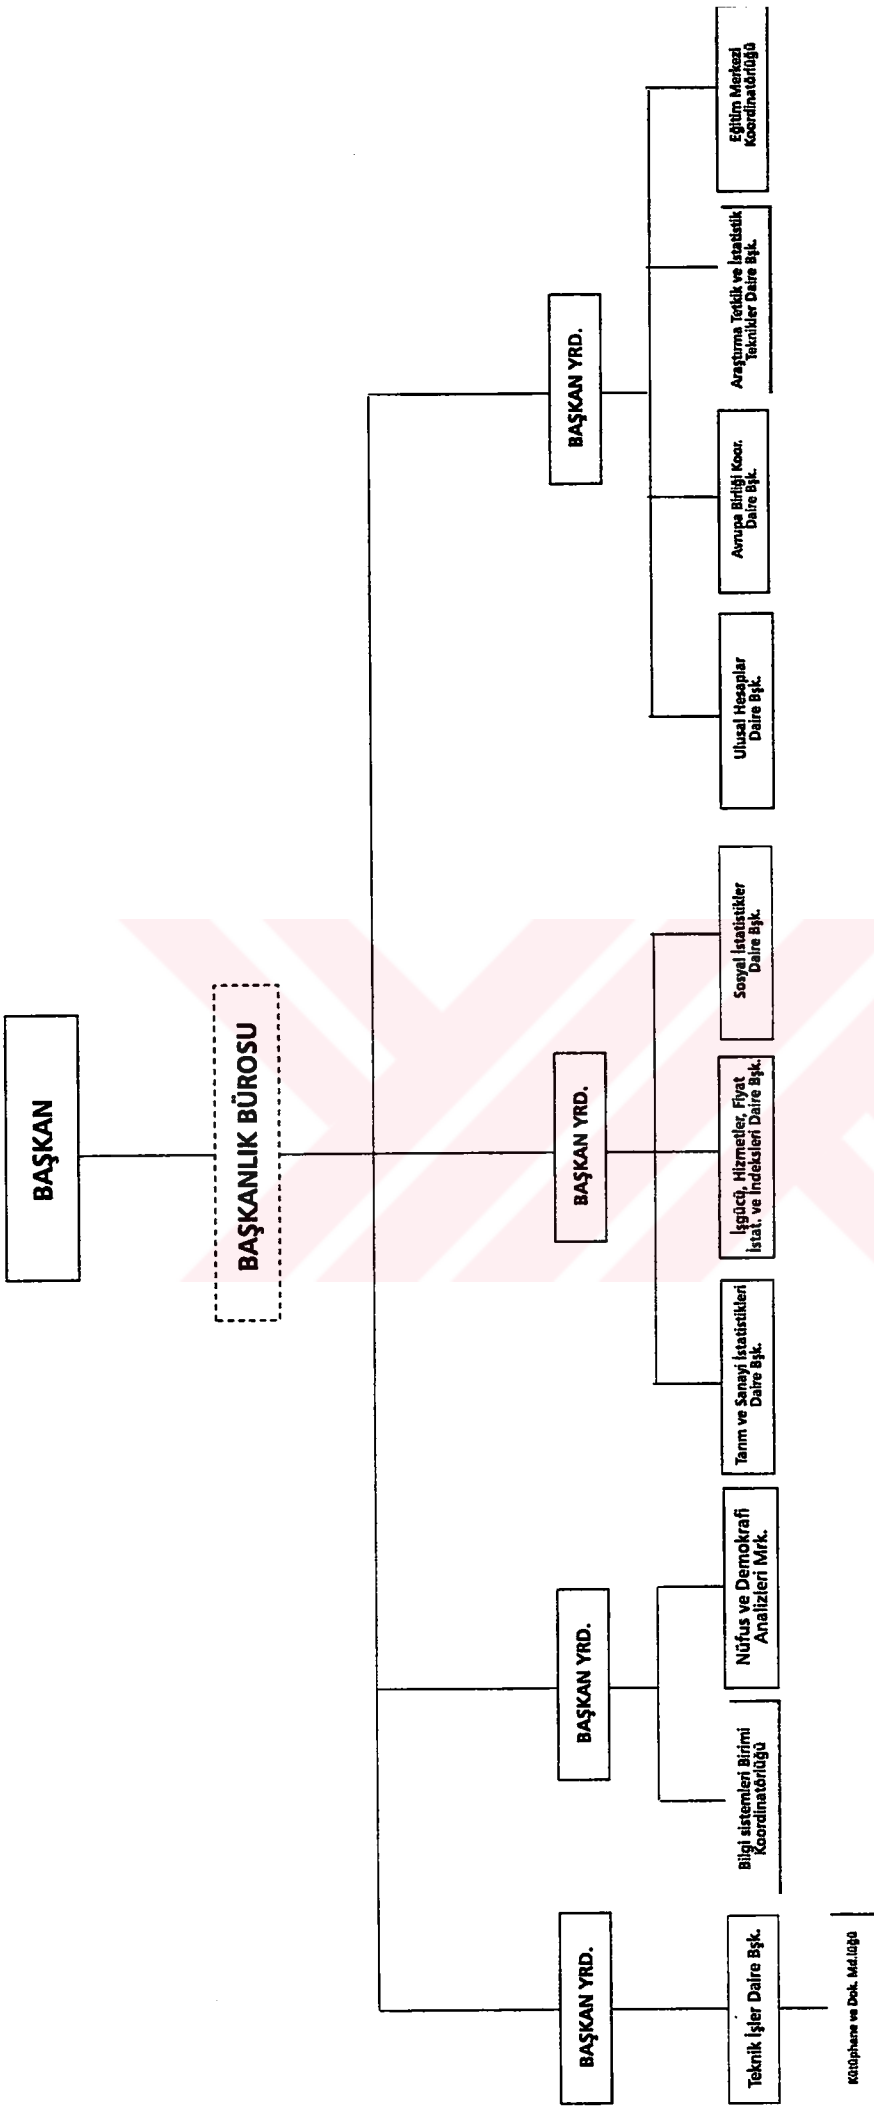 BAŞKAN
BAŞKANLIK BÜROSU
BAŞKAN YRD.
BAŞKAN YRD.
BAŞKAN YRD.
BAŞKAN YRD.
Teknik İşler Daire Bşk.
Kütüphane ve Dok. Md.lüğü
Bilgi sistemleri Birimi
Koordinatörlüğü
Nüfus ve Demokrafi
Analizleri Mrk.
Tarım ve Sanayi İstatistikleri
Daire Bşk.
İşgücü, Hizmetler, Fiyat
İstat. ve İndeksleri Daire Bşk.
Sosyal İstatistikler
Daire Bşk.
Ulusal Hesaplar
Daire Bşk.
Avrupa Birliği Koor.
Daire Bşk.
Araştırma Tetkik ve İstatistik
Teknikler Daire Bşk.
Eğitim Merkezi
Koordinatörlüğü